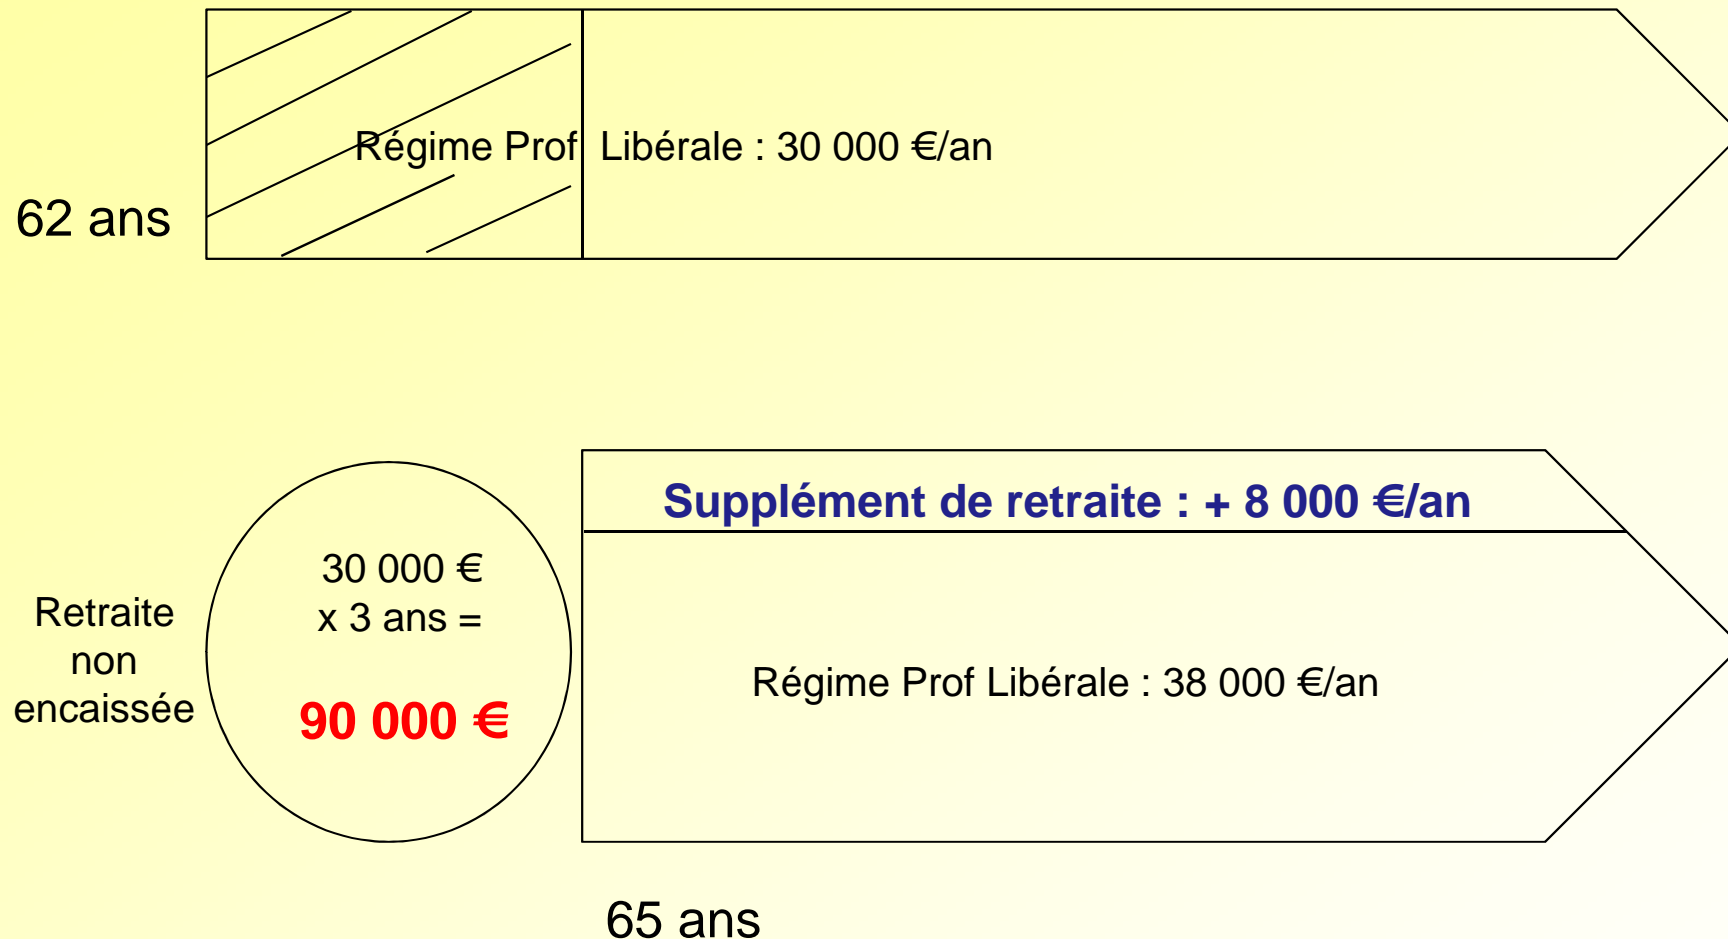 Régime Prof Libérale : 30 000 €/an
62 ans
Supplément de retraite : + 8 000 €/an
30 000 €
x 3 ans =
90 000 €
Retraite
non
encaissée
Régime Prof Libérale : 38 000 €/an
65 ans